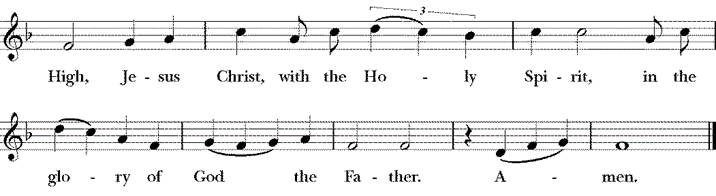 3
High, Je - sus Christ, with the Ho - ly Spi - rit, in the
glo - ry of God the Fa - ther. A - men.